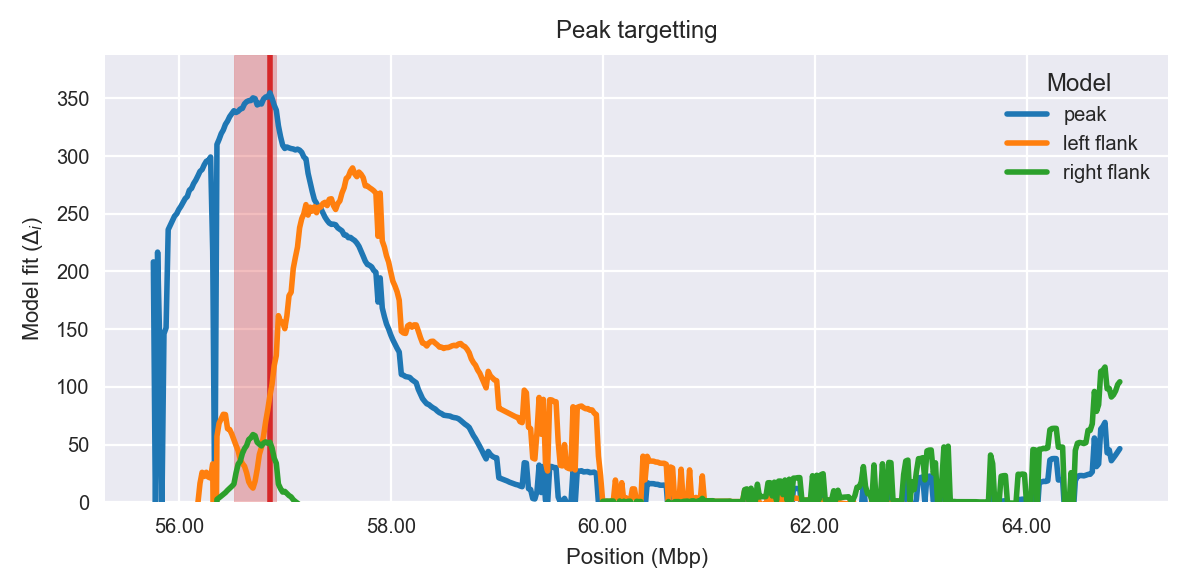 Peak targetting
Model fit (Δi)
350
300
250
200
150
100
50
0
Model
peak
left flank
right flank
56.00 58.00 60.00 62.00 64.00
Position (Mbp)